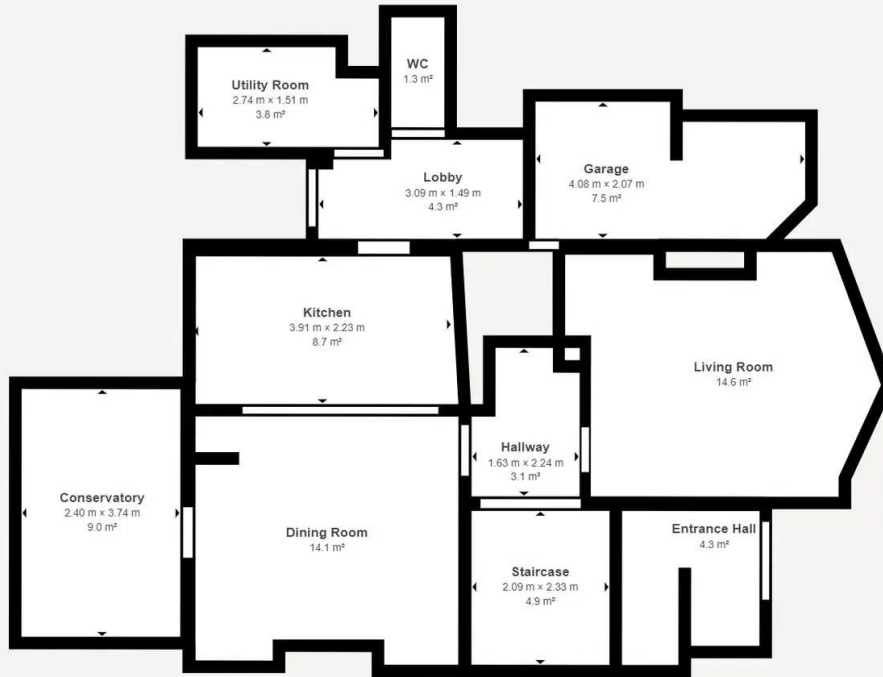 WC
1.3 m²
Utility Room
2.74 m × 1.51 m
3.8 m²
Lobby
3.09 m × 1.49 m
4.3 m²
Garage
4.08 m × 2.07 m
7.5 m²
Kitchen
3.91 m × 2.23 m
8.7 m²
Living Room
14.6 m²
Hallway
1.63 m × 2.24 m
3.1 m²
Conservatory
2.40 m × 3.74 m
9.0 m²
Dining Room
14.1 m²
Staircase
2.09 m × 2.33 m
4.9 m²
Entrance Hall
4.3 m²